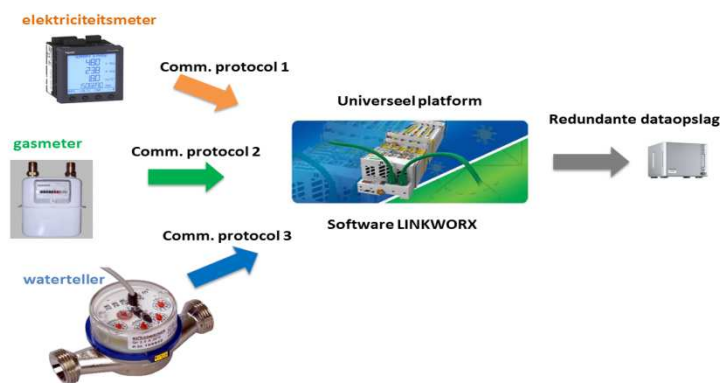 elektriciteitsmeter
Comm. protocol 1
Universeel platform
Redundante dataopslag
gasmeter
Comm. protocol 2
Software LINKWORX
Comm. protocol 3
waterteller